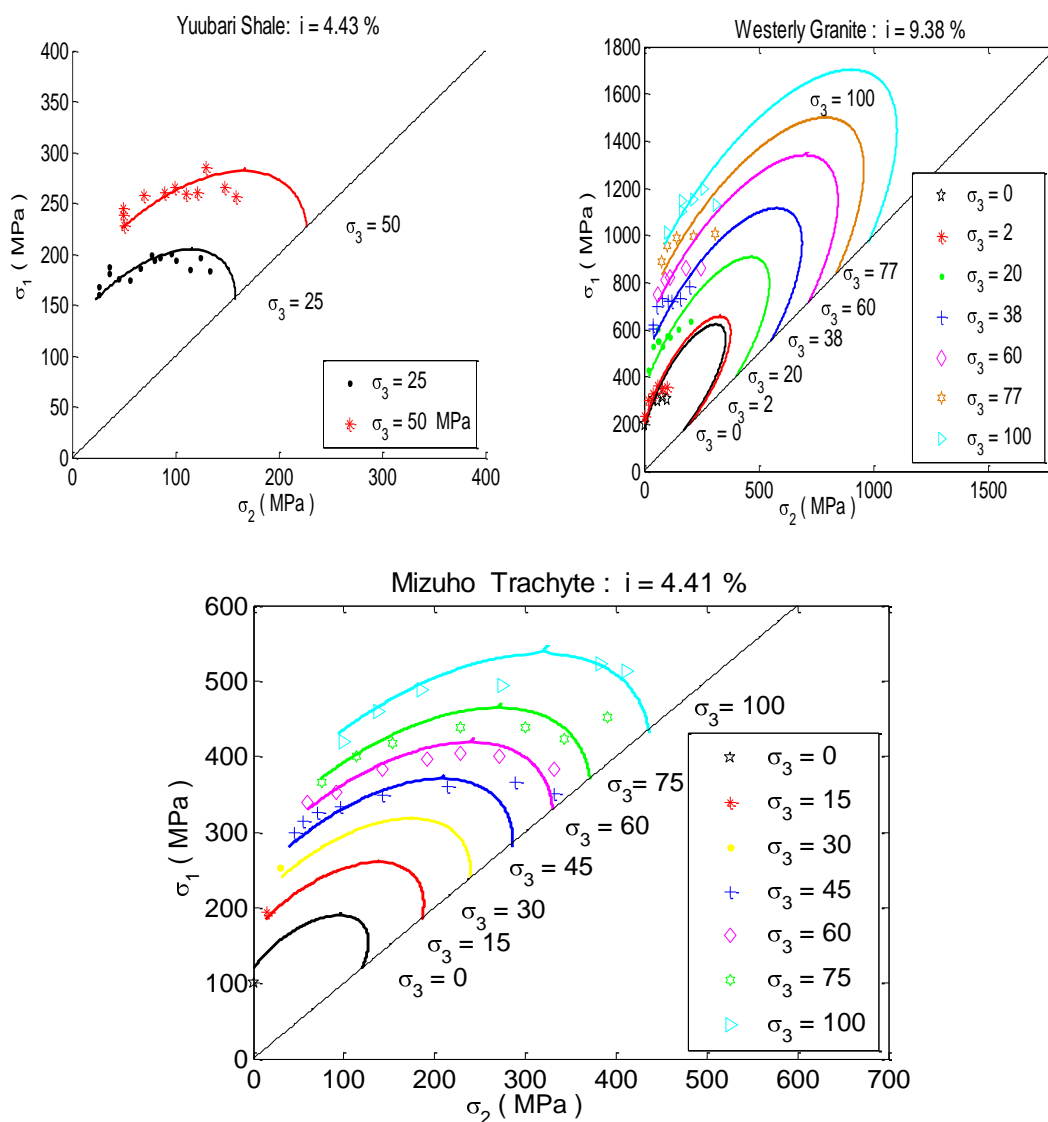 Yuubari Shale: i = 4.43 %
400
350
300
250
200
150
100
50
0
σ1 ( MPa)
0
100
200
300
400
σ2 ( MPa)
σ3 = 50
σ3 = 25
σ3 = 25
σ3 = 50 MPa
Westerly Granite : i = 9.38 %
1800
1600
1400
1200
1000
800
600
400
200
0
σ1 ( MPa)
0
500
1000
1500
σ2 ( MPa)
σ3 = 100
σ3 = 77
σ3 = 60
σ3 = 38
σ3 = 20
σ3 = 2
σ3 = 0
σ3 = 0
σ3 = 2
σ3 = 20
σ3 = 38
σ3 = 60
σ3 = 77
σ3 = 100
Mizuho Trachyte : i = 4.41 %
600
500
400
300
200
100
0
σ1 ( MPa)
0
100
200
300
400
500
600
700
σ2 ( MPa)
σ3= 100
σ3= 75
σ3 = 60
σ3 = 45
σ3 = 30
σ3 = 15
σ3 = 0
σ3 = 0
σ3 = 15
σ3 = 30
σ3 = 45
σ3 = 60
σ3 = 75
σ3 = 100